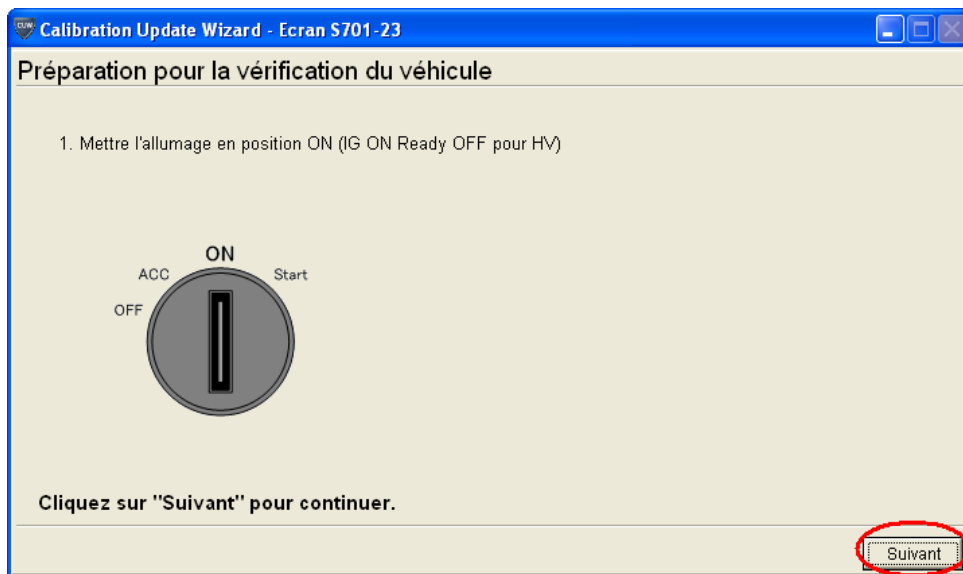 CUW Calibration Update Wizard - Ecran S701-23
Préparation pour la vérification du véhicule
1. Mettre l'allumage en position ON (IG ON Ready OFF pour HV)
ON
ACC
Start
OFF
Cliquez sur "Suivant" pour continuer.
Suivant